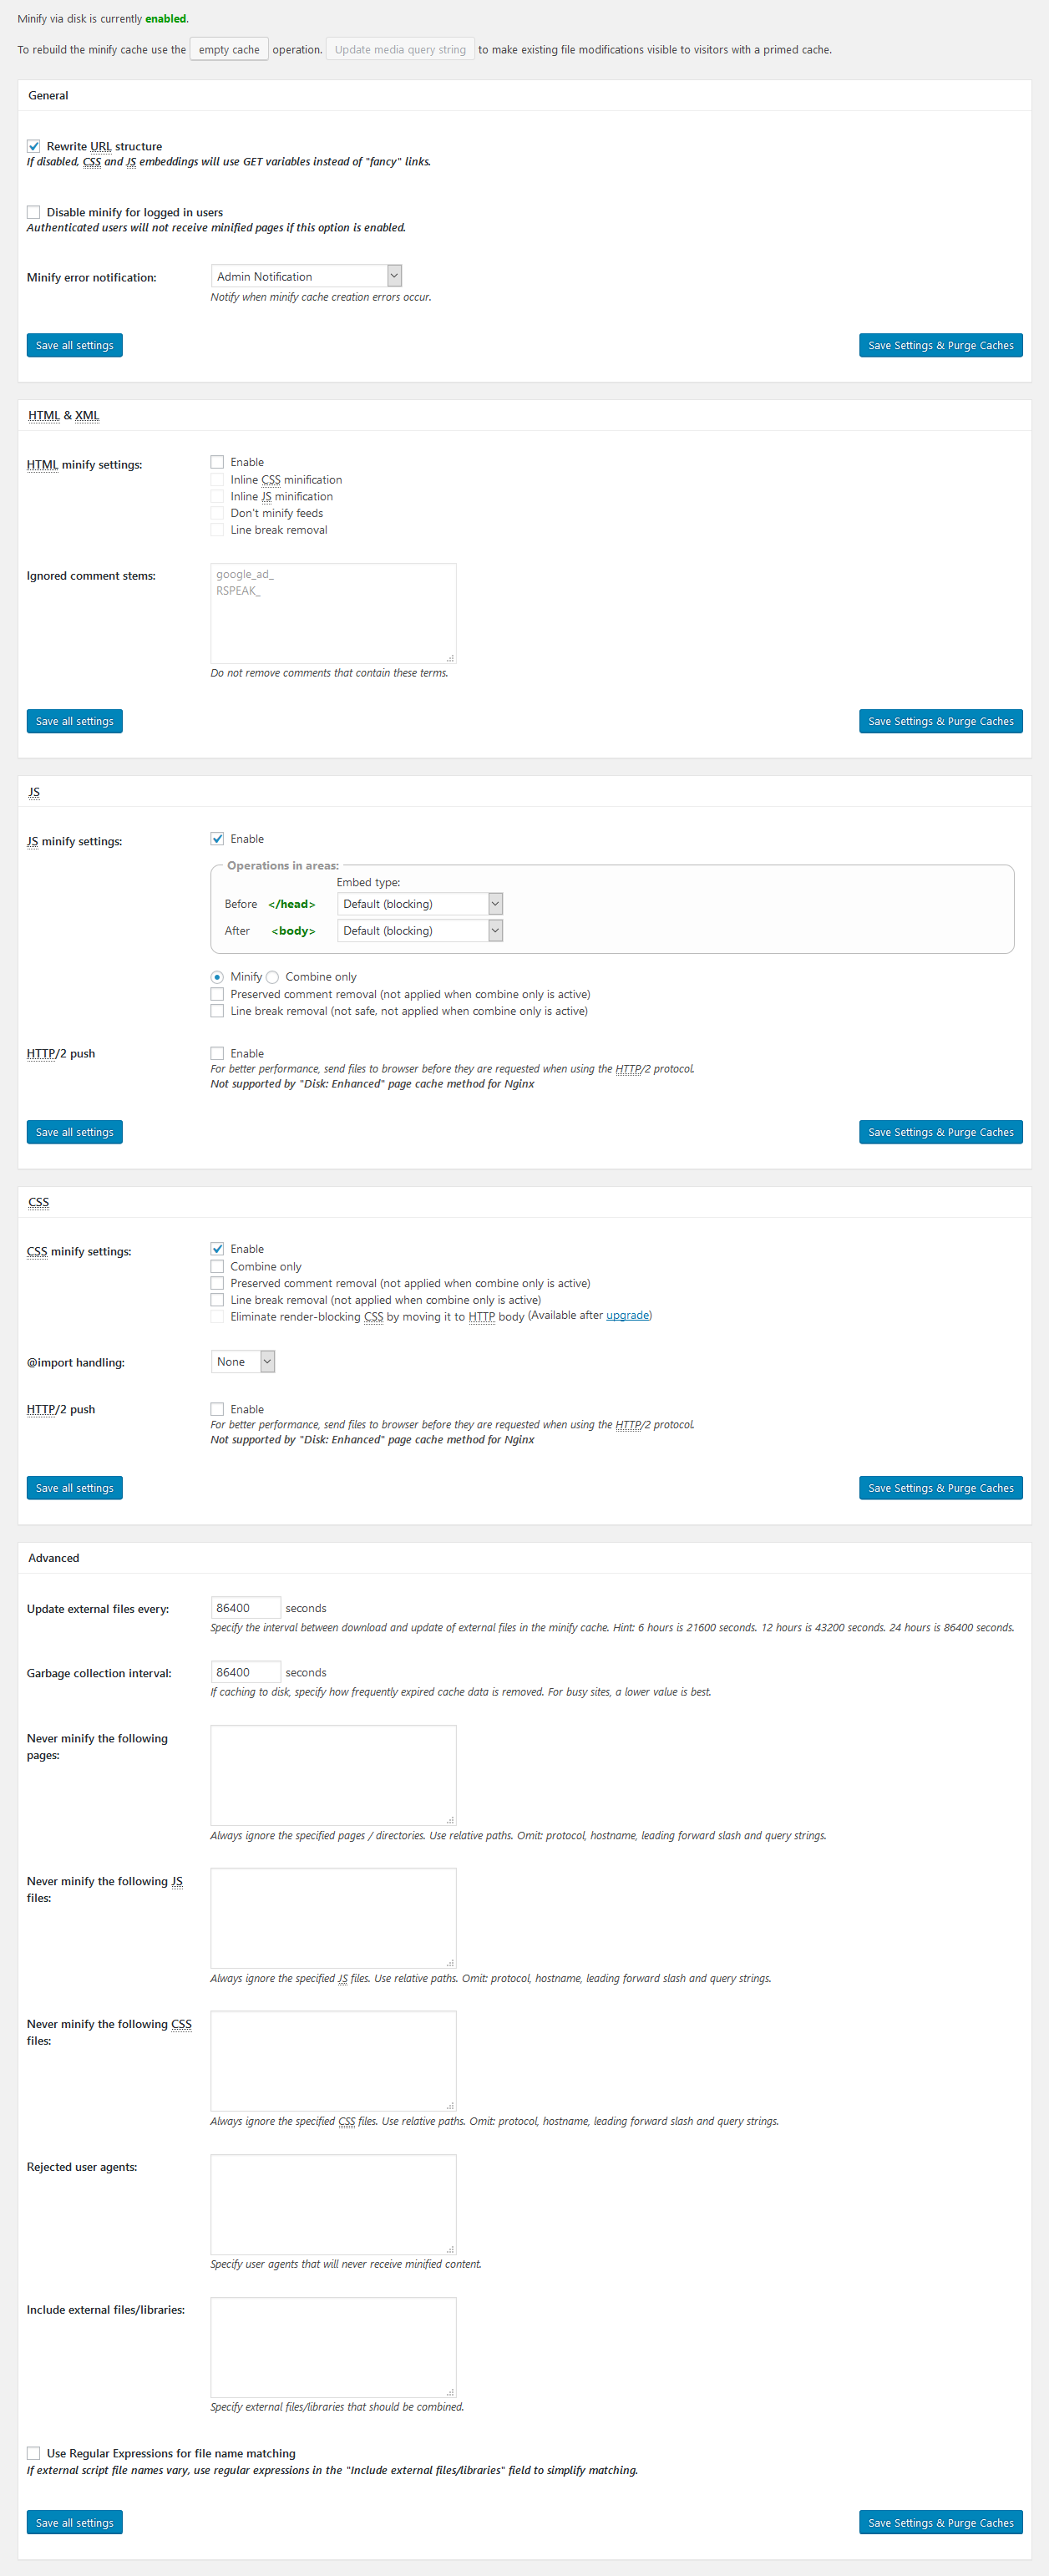 Minify via disk is currently enabled.
To rebuild the minify cache use the empty cache operation. Update media query string to make existing file modifications visible to visitors with a primed cache.
General
Rewrite URL structure
If disabled, CSS and JS embeddings will use GET variables instead of "fancy" links.
Disable minify for logged in users
Authenticated users will not receive minified pages if this option is enabled.
Minify error notification: Admin Notification
Notify when minify cache creation errors occur.
Save all settings Save Settings & Purge Caches
HTML & XML
HTML minify settings: Enable
Inline CSS minification
Inline JS minification
Don't minify feeds
Line break removal
Ignored comment stems: google_ad_
RSPEAK_
Do not remove comments that contain these terms.
Save all settings Save Settings & Purge Caches
JS
JS minify settings: Enable
Operations in areas:
Embed type:
Before </head> Default (blocking)
After <body> Default (blocking)
Minify Combine only
Preserved comment removal (not applied when combine only is active)
Line break removal (not safe, not applied when combine only is active)
HTTP/2 push Enable
For better performance, send files to browser before they are requested when using the HTTP/2 protocol.
Not supported by "Disk: Enhanced" page cache method for Nginx
Save all settings Save Settings & Purge Caches
CSS
CSS minify settings: Enable
Combine only
Preserved comment removal (not applied when combine only is active)
Line break removal (not applied when combine only is active)
Eliminate render-blocking CSS by moving it to HTTP body (Available after upgrade)
@import handling: None
HTTP/2 push Enable
For better performance, send files to browser before they are requested when using the HTTP/2 protocol.
Not supported by "Disk: Enhanced" page cache method for Nginx
Save all settings Save Settings & Purge Caches
Advanced
Update external files every: 86400 seconds
Specify the interval between download and update of external files in the minify cache. Hint: 6 hours is 21600 seconds. 12 hours is 43200 seconds. 24 hours is 86400 seconds.
Garbage collection interval: 86400 seconds
If caching to disk, specify how frequently expired cache data is removed. For busy sites, a lower value is best.
Never minify the following
pages:
Always ignore the specified pages / directories. Use relative paths. Omit: protocol, hostname, leading forward slash and query strings.
Never minify the following JS
files:
Always ignore the specified JS files. Use relative paths. Omit: protocol, hostname, leading forward slash and query strings.
Never minify the following CSS
files:
Always ignore the specified CSS files. Use relative paths. Omit: protocol, hostname, leading forward slash and query strings.
Rejected user agents:
Specify user agents that will never receive minified content.
Include external files/libraries:
Specify external files/libraries that should be combined.
Use Regular Expressions for file name matching
If external script file names vary, use regular expressions in the "Include external files/libraries" field to simplify matching.
Save all settings Save Settings & Purge Caches